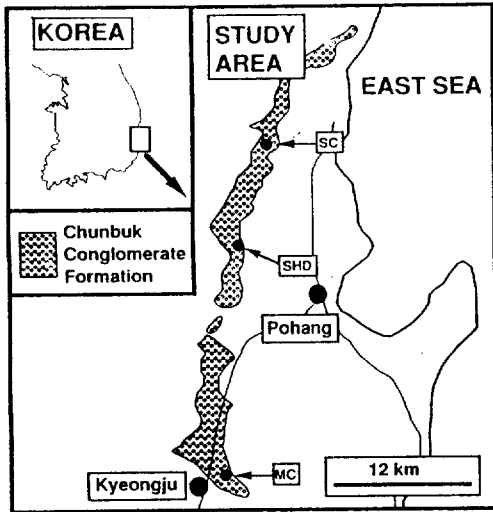 KOREA
STUDY
AREA
EAST SEA
SC
Chunbuk
Conglomerate
Formation
SHD
Pohang
MC
Kyeongju
12 km